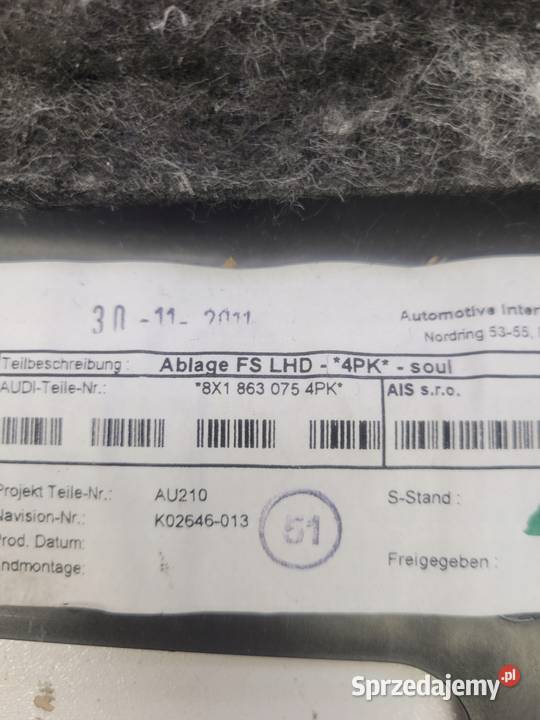 30 -11- 2011
Automotive Inter
Nordring 53-55,
Teilbeschreibung: Ablage FS LHD - *4PK* - soul
AUDI-Teile-Nr.: *8X1 863 075 4PK* AIS s.r.o.
Projekt Teile-Nr.: AU210 S-Stand :
Navision-Nr.: K02646-013 51
Prod. Datum:
ndmontage: Freigegeben :
Sprzedajemy.pl